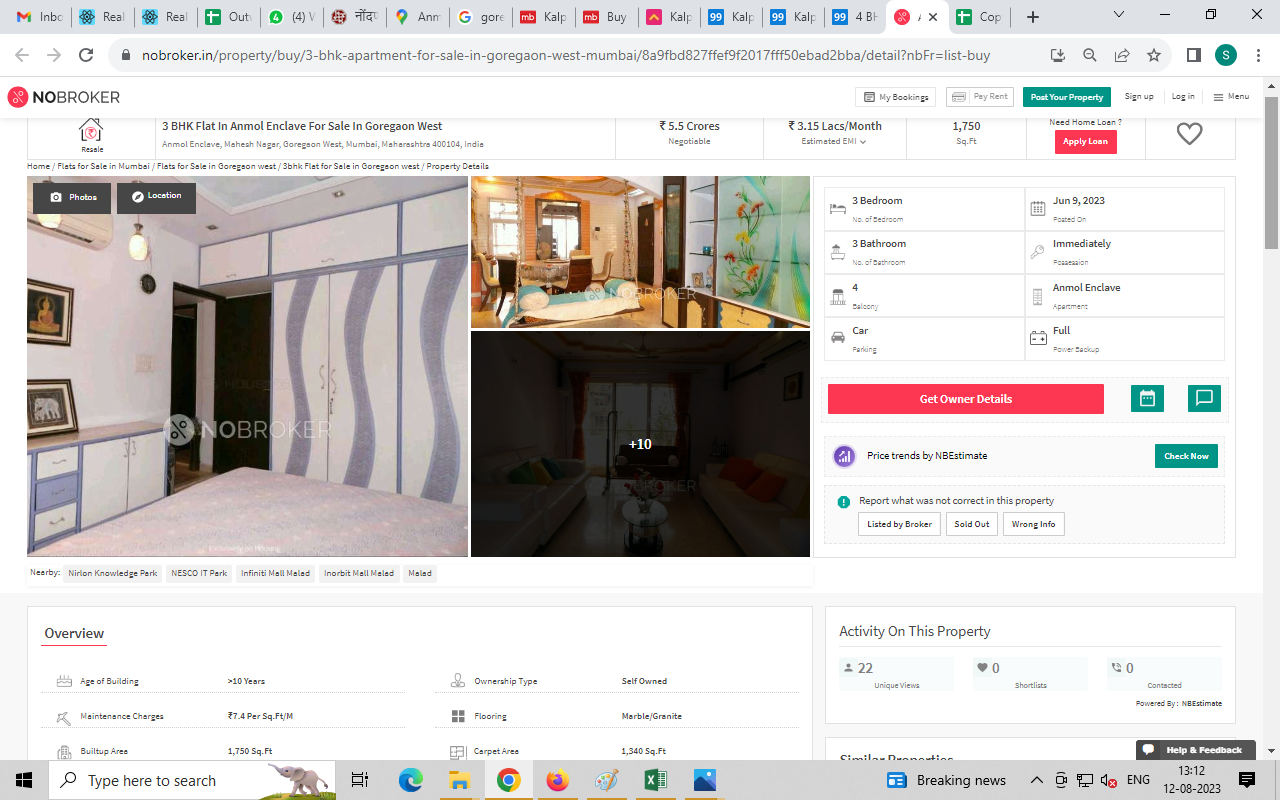 Inbo
Real
Real
Outv
(4) V
नोंद
Anm
gore
Kalp
Buy
Kalp
Kalp
Kalp
4 BH
A
Cop
nobroker.in/property/buy/3-bhk-apartment-for-sale-in-goregaon-west-mumbai/8a9fbd827ffef9f2017fff50ebad2bba/detail?nbFr=list-buy
S
NOBROKER
My Bookings
Pay Rent
Post Your Property
Sign up
Log in
Menu
Resale
3 BHK Flat In Anmol Enclave For Sale In Goregaon West
Anmol Enclave, Mahesh Nagar, Goregaon West, Mumbai, Maharashtra 400104, India
₹ 5.5 Crores
Negotiable
₹ 3.15 Lacs/Month
Estimated EMI
1,750
Sq.Ft
Need Home Loan ?
Apply Loan
Home / Flats for Sale in Mumbai / Flats for Sale in Goregaon west / 3bhk Flat for Sale in Goregaon west / Property Details
Photos
Location
NOBROKER
NOBROKER
+10
NOBROKER
3 Bedroom
No. of Bedroom
Jun 9, 2023
Posted On
3 Bathroom
No. of Bathroom
Immediately
Possession
4
Balcony
Anmol Enclave
Apartment
Car
Parking
Full
Power Backup
Get Owner Details
Price trends by NBEstimate
Check Now
Report what was not correct in this property
Listed by Broker
Sold Out
Wrong Info
Nearby:
Nirlon Knowledge Park
NESCO IT Park
Infiniti Mall Malad
Inorbit Mall Malad
Malad
Overview
Age of Building
>10 Years
Ownership Type
Self Owned
Maintenance Charges
₹7.4 Per Sq.Ft/M
Flooring
Marble/Granite
Builtup Area
1,750 Sq.Ft
Carpet Area
1,340 Sq.Ft
Activity On This Property
22
Unique Views
0
Shortlists
0
Contacted
Powered By : NBEstimate
Similar Properties
Help & Feedback
Type here to search
Breaking news
ENG
13:12
12-08-2023